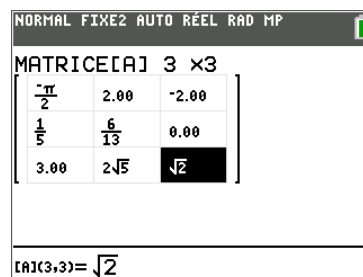 NORMAL FIXE2 AUTO RÉEL RAD MP
MATRICE[A] 3 ×3
-π/2 2.00 -2.00
1/5 6/13 0.00
3.00 2√5 √2
[A](3,3)= √2